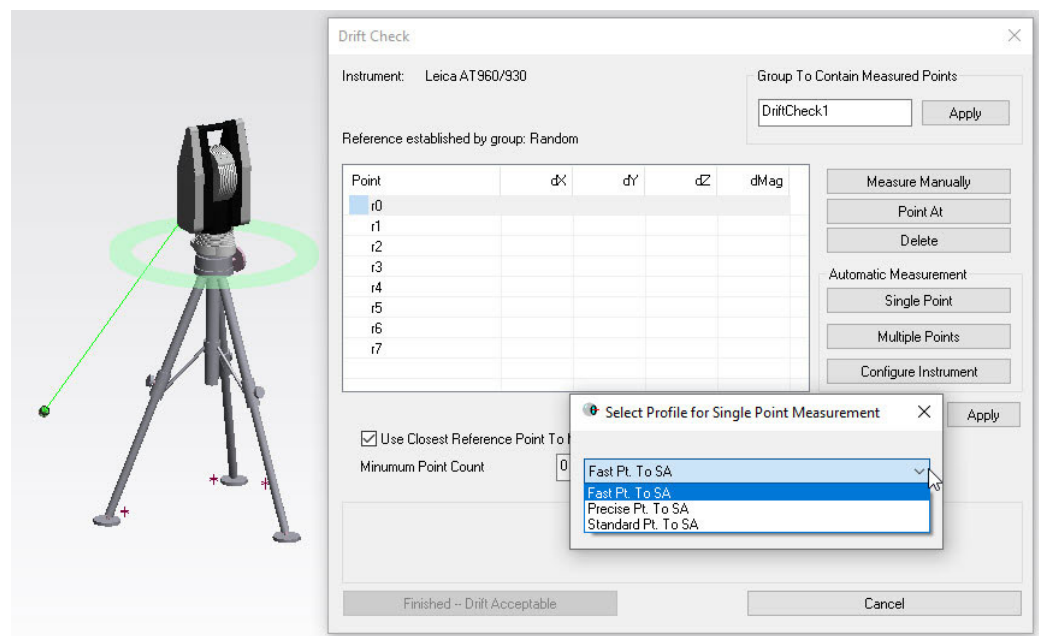 Drift Check
Instrument: Leica AT960/930
Group To Contain Measured Points
DriftCheck1
Apply
Reference established by group: Random
Point dX dY dZ dMag
r0
r1
r2
r3
r4
r5
r6
r7
Measure Manually
Point At
Delete
Automatic Measurement
Single Point
Multiple Points
Configure Instrument
Apply
Use Closest Reference Point To
Minumum Point Count 0
Select Profile for Single Point Measurement
Fast Pt. To SA
Fast Pt. To SA
Precise Pt. To SA
Standard Pt. To SA
Finished -- Drift Acceptable
Cancel